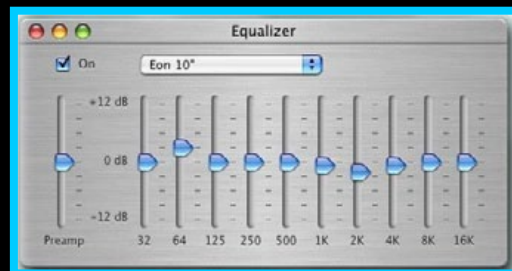 Equalizer
On
Eon 10"
+12 dB
0 dB
-12 dB
Preamp 32 64 125 250 500 1K 2K 4K 8K 16K